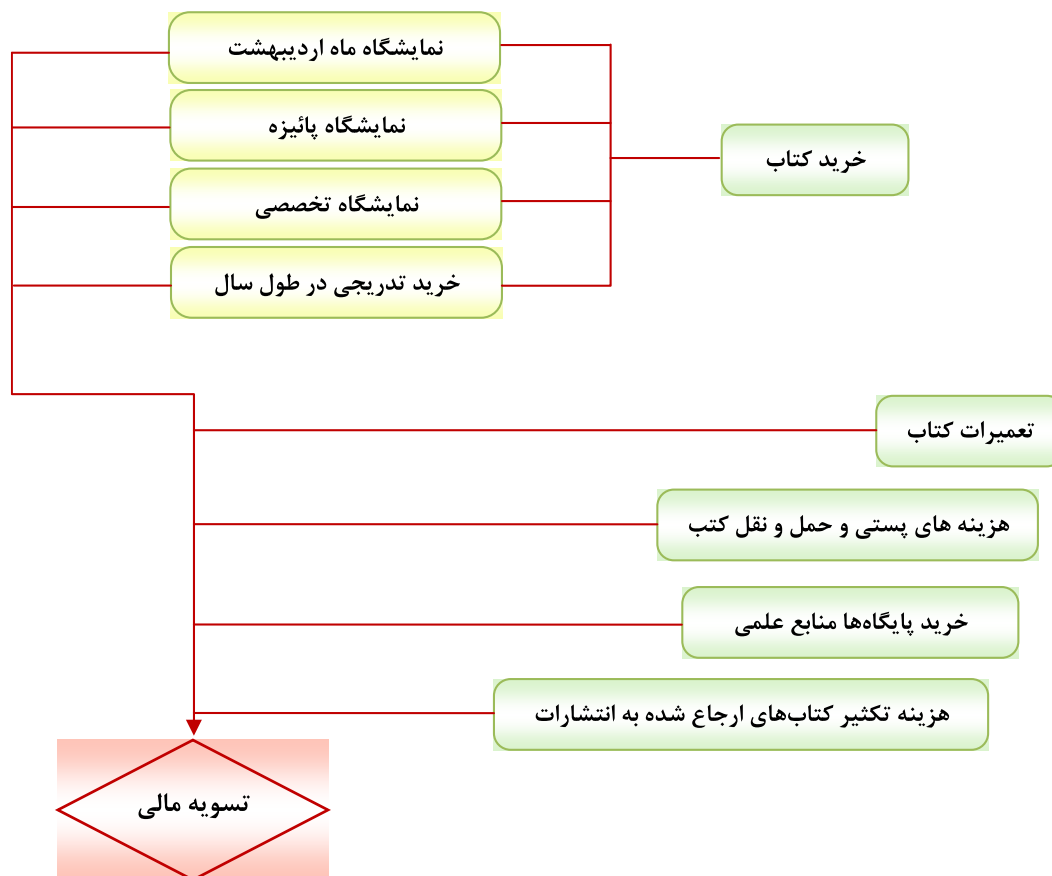 نمایشگاه ماه اردیبهشت
نمایشگاه پائیزه
خرید کتاب
نمایشگاه تخصصی
خرید تدریجی در طول سال
تعمیرات کتاب
هزینه های پستی و حمل و نقل کتب
خرید پایگاه‌ها منابع علمی
هزینه تکثیر کتاب‌های ارجاع شده به انتشارات
تسویه مالی